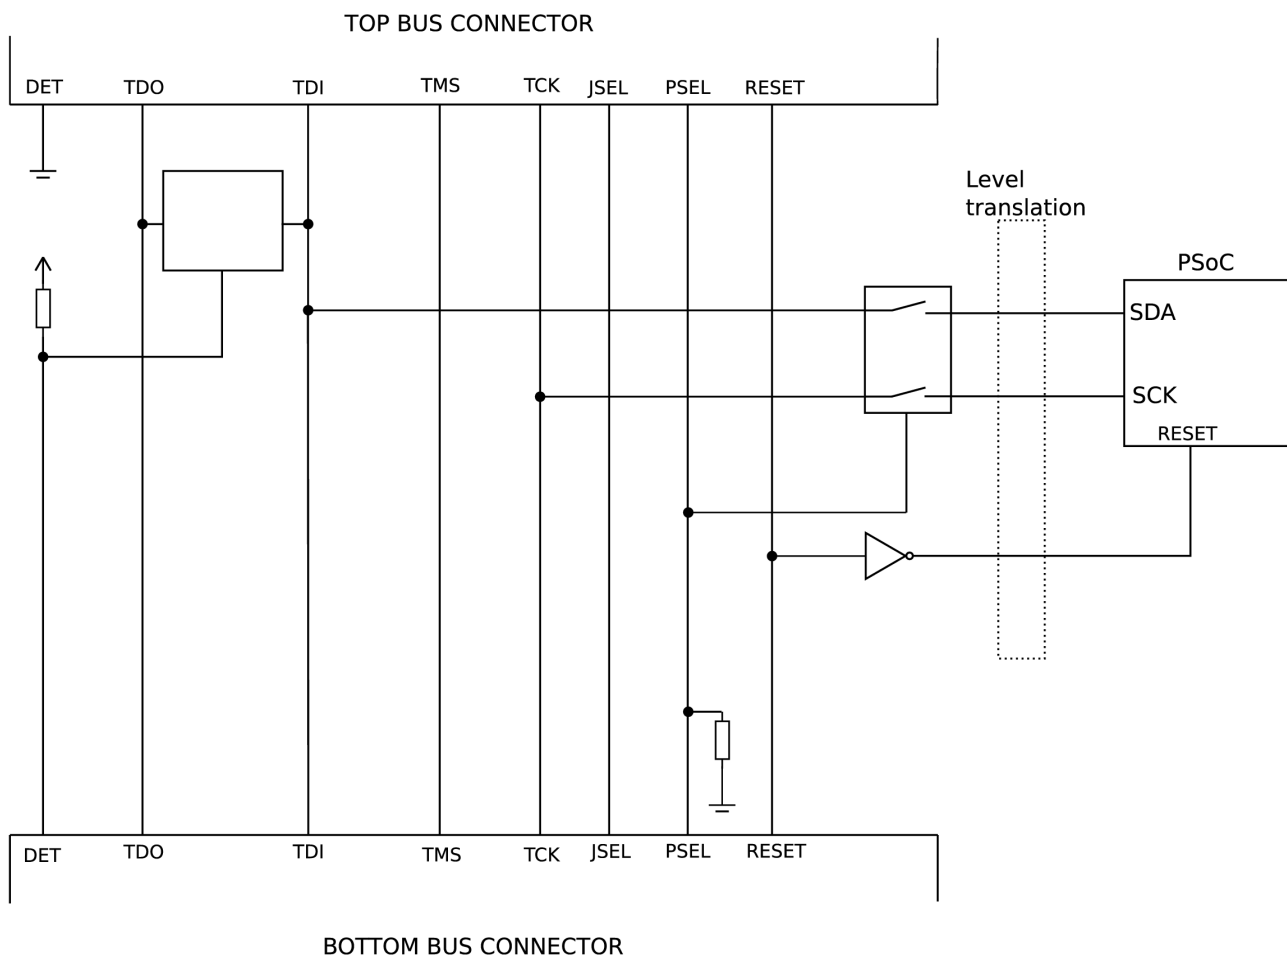 TOP BUS CONNECTOR
DET TDO TDI TMS TCK JSEL PSEL RESET
Level
translation
PSoC
SDA
SCK
RESET
DET TDO TDI TMS TCK JSEL PSEL RESET
BOTTOM BUS CONNECTOR